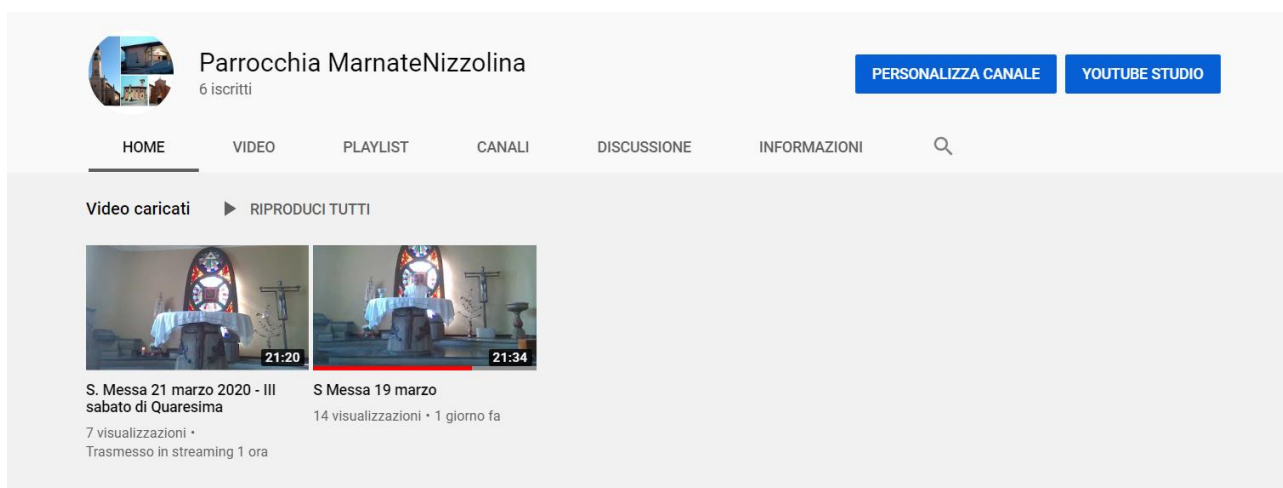 Parrocchia MarnateNizzolina
6 iscritti
PERSONALIZZA CANALE
YOUTUBE STUDIO
HOME
VIDEO
PLAYLIST
CANALI
DISCUSSIONE
INFORMAZIONI
Video caricati
RIPRODUCI TUTTI
21:20
21:34
S. Messa 21 marzo 2020 - III
sabato di Quaresima
7 visualizzazioni •
Trasmesso in streaming 1 ora
S Messa 19 marzo
14 visualizzazioni • 1 giorno fa